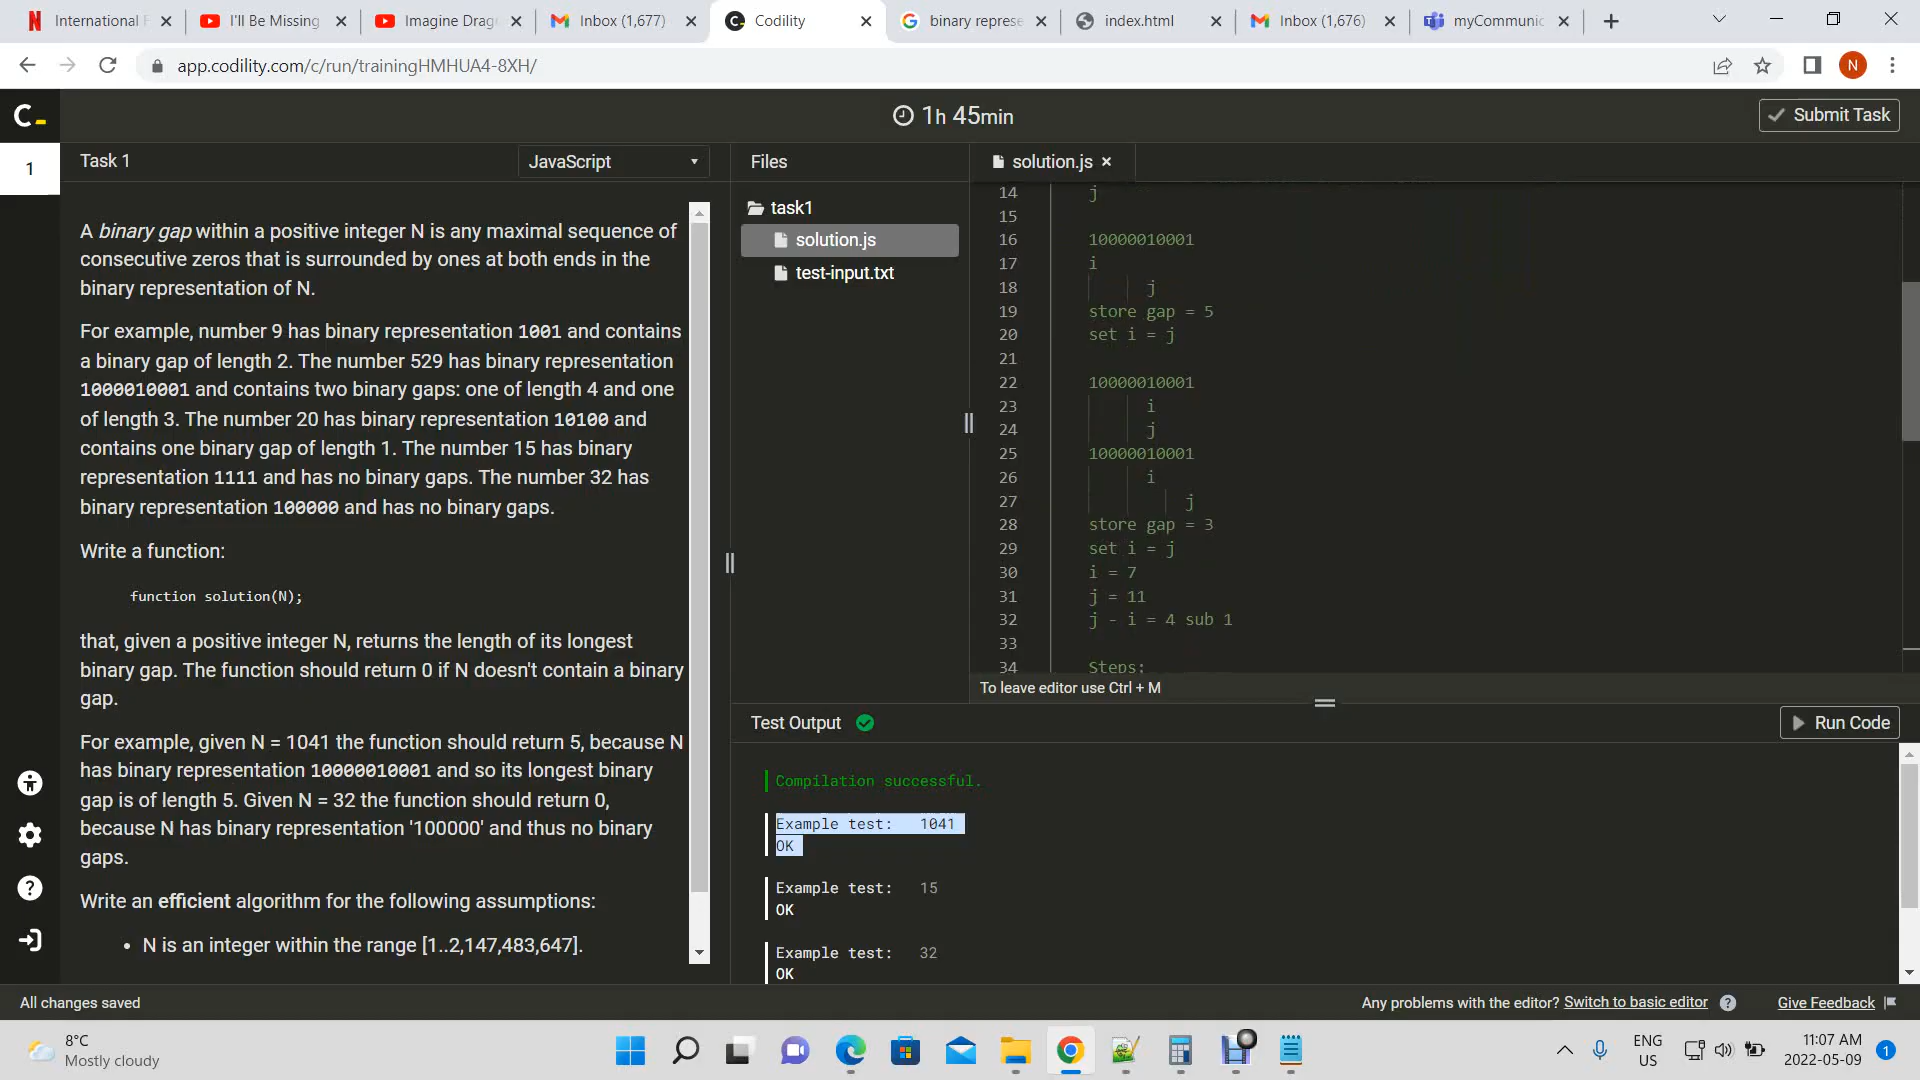 International F
I'll Be Missing
Imagine Drag
Inbox (1,677)
Codility
binary represe
index.html
Inbox (1,676)
myCommunic
app.codility.com/c/run/trainingHMHUA4-8XH/
N
C_
1h 45min
Submit Task
1
Task 1
JavaScript
A binary gap within a positive integer N is any maximal sequence of
consecutive zeros that is surrounded by ones at both ends in the
binary representation of N.
For example, number 9 has binary representation 1001 and contains
a binary gap of length 2. The number 529 has binary representation
1000010001 and contains two binary gaps: one of length 4 and one
of length 3. The number 20 has binary representation 10100 and
contains one binary gap of length 1. The number 15 has binary
representation 1111 and has no binary gaps. The number 32 has
binary representation 100000 and has no binary gaps.
Write a function:
function solution(N);
that, given a positive integer N, returns the length of its longest
binary gap. The function should return 0 if N doesn't contain a binary
gap.
For example, given N = 1041 the function should return 5, because N
has binary representation 10000010001 and so its longest binary
gap is of length 5. Given N = 32 the function should return 0,
because N has binary representation '100000' and thus no binary
gaps.
Write an efficient algorithm for the following assumptions:
• N is an integer within the range [1..2,147,483,647].
Files
task1
solution.js
test-input.txt
solution.js
14 j
15
16 10000010001
17 i
18 j
19 store gap = 5
20 set i = j
21
22 10000010001
23 i
24 j
25 10000010001
26 i
27 j
28 store gap = 3
29 set i = j
30 i = 7
31 j = 11
32 j - i = 4 sub 1
33
34 Steps:
To leave editor use Ctrl + M
Test Output
Run Code
Compilation successful.
Example test: 1041
OK
Example test: 15
OK
Example test: 32
OK
All changes saved
Any problems with the editor? Switch to basic editor
Give Feedback
8°C
Mostly cloudy
ENG
US
11:07 AM
2022-05-09
1